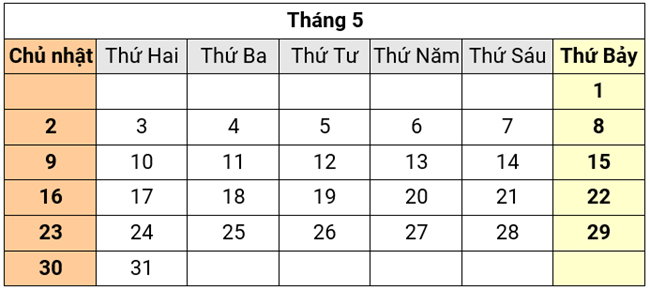 Tháng 5
Chủ nhật Thứ Hai Thứ Ba Thứ Tư Thứ Năm Thứ Sáu Thứ Bảy
1
2 3 4 5 6 7 8
9 10 11 12 13 14 15
16 17 18 19 20 21 22
23 24 25 26 27 28 29
30 31